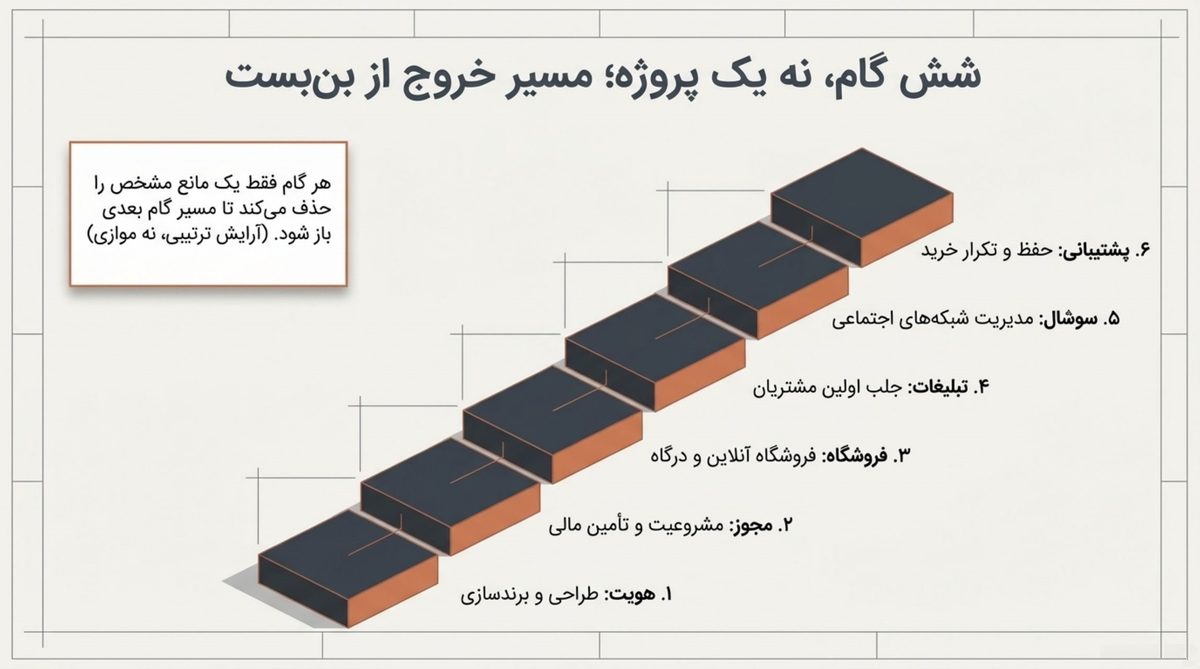 شش گام، نه یک پروژه؛ مسیر خروج از بن‌بست
هر گام فقط یک مانع مشخص را
حذف می‌کند تا مسیر گام بعدی
باز شود. (آرایش ترتیبی، نه موازی)
۶. پشتیبانی: حفظ و تکرار خرید
۵. سوشال: مدیریت شبکه‌های اجتماعی
۴. تبلیغات: جلب اولین مشتریان
۳. فروشگاه: فروشگاه آنلاین و درگاه
۲. مجوز: مشروعیت و تأمین مالی
۱. هویت: طراحی و برندسازی